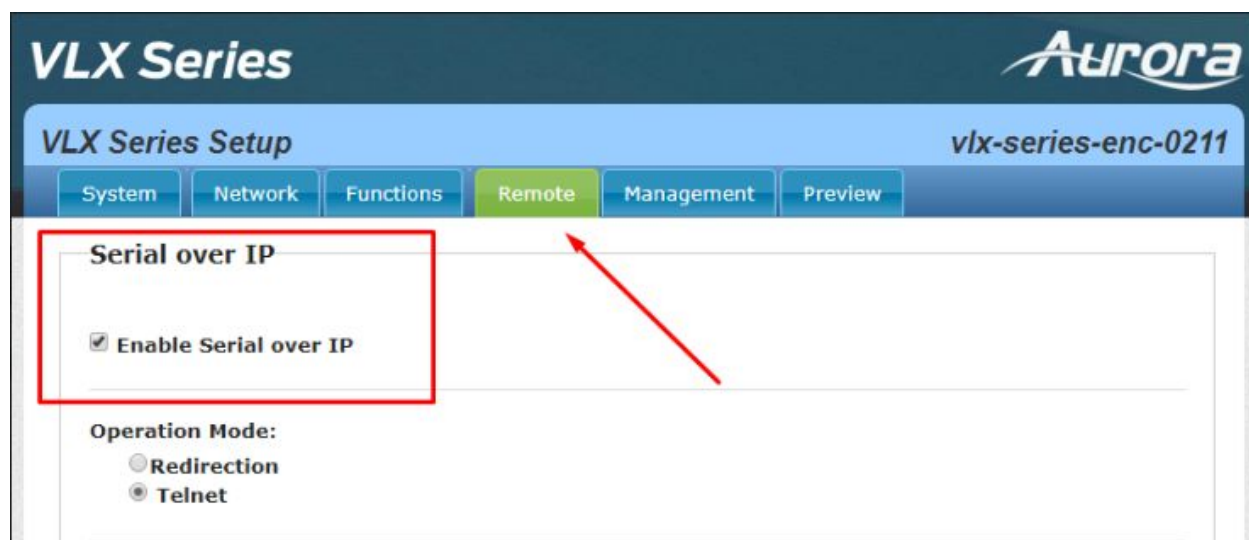 VLX Series
Aurora
VLX Series Setup
vlx-series-enc-0211
System
Network
Functions
Remote
Management
Preview
Serial over IP
Enable Serial over IP
Operation Mode:
Redirection
Telnet